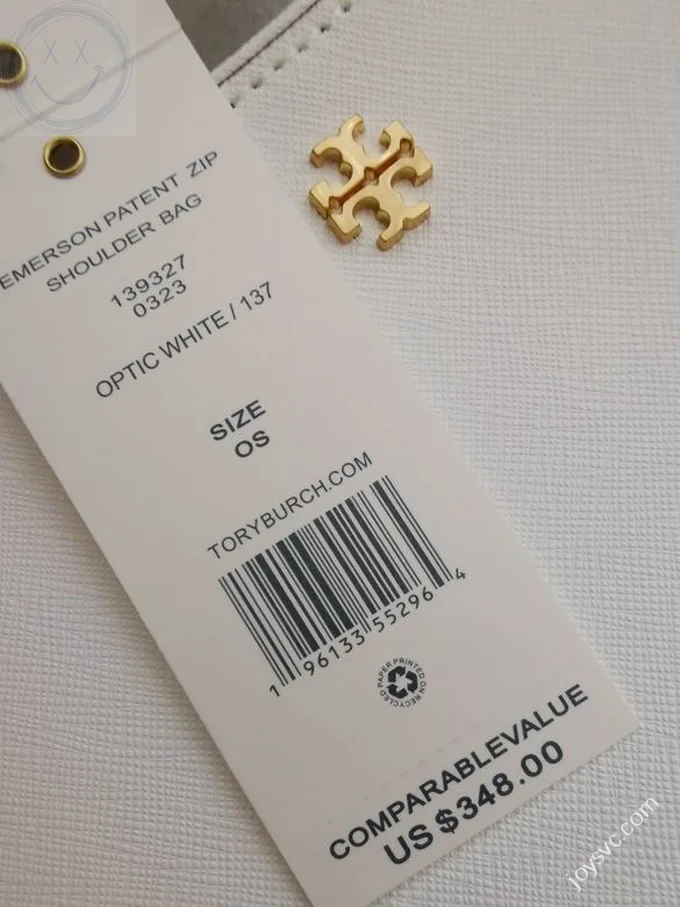 EMERSON PATENT ZIP
SHOULDER BAG
139327
0323
OPTIC WHITE / 137
SIZE
OS
TORYBURCH.COM
1 96133 55296 4
PAPER PRINTED ON RECYCLED
COMPARABLEVALUE
US $348.00
joysvc.com